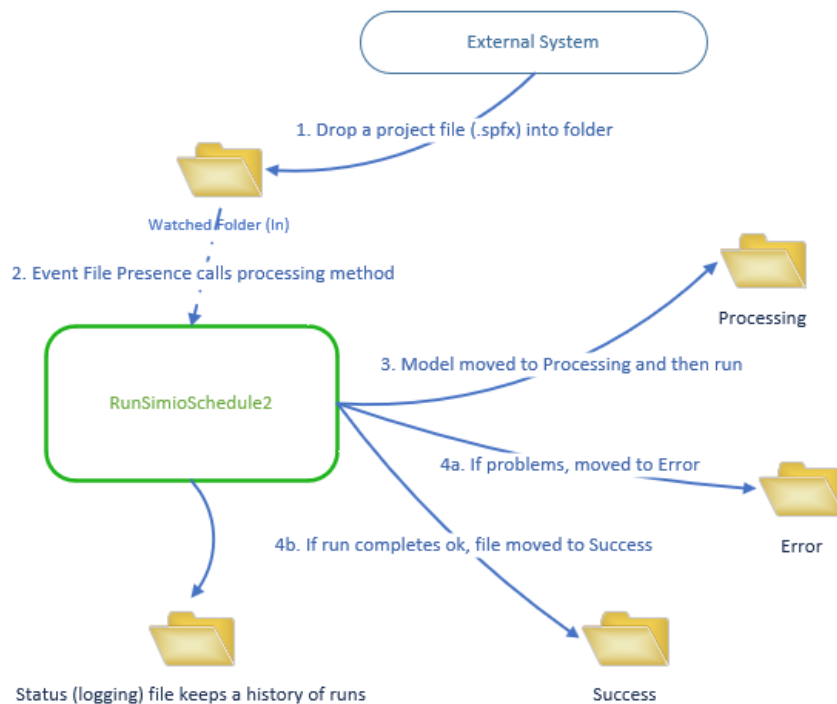 External System
1. Drop a project file (.spfx) into folder
Watched Folder (In)
2. Event File Presence calls processing method
Processing
3. Model moved to Processing and then run
RunSimioSchedule2
4a. If problems, moved to Error
4b. If run completes ok, file moved to Success
Error
Status (logging) file keeps a history of runs
Success